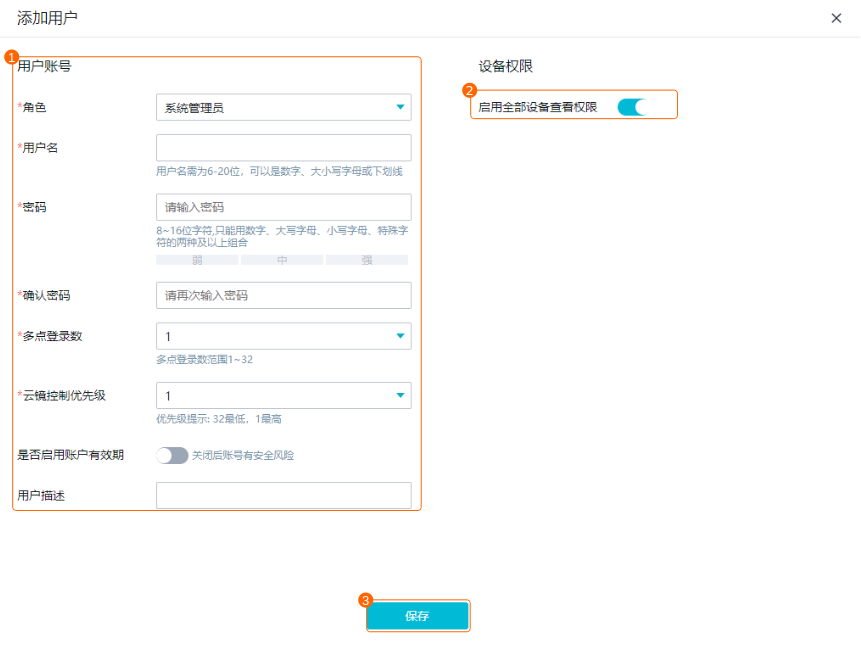 添加用户
1
用户账号
*角色
系统管理员
*用户名
用户名需为6-20位，可以是数字、大小写字母或下划线
*密码
请输入密码
8~16位字符,只能用数字、大写字母、小写字母、特殊字
符的两种及以上组合
弱 中 强
*确认密码
请再次输入密码
*多点登录数
1
多点登录数范围1~32
*云镜控制优先级
1
优先级提示: 32最低，1最高
是否启用账户有效期
关闭后账号有安全风险
用户描述
设备权限
2
启用全部设备查看权限
3
保存